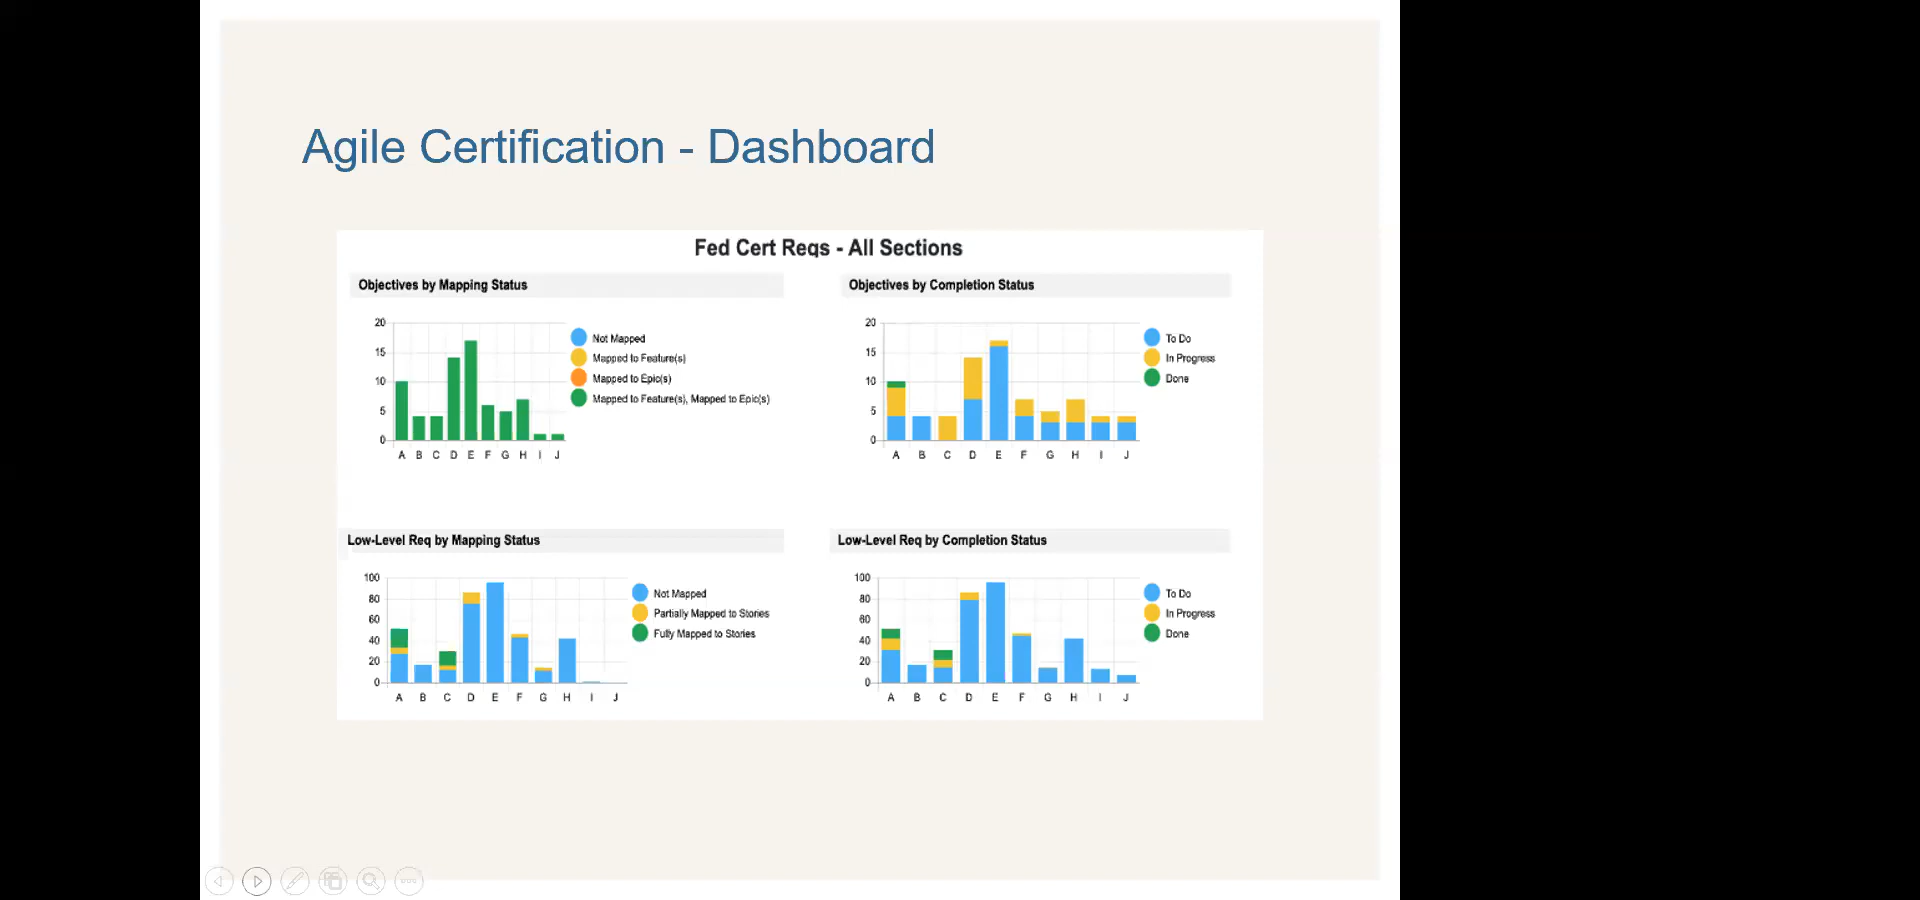 Agile Certification - Dashboard
Fed Cert Reqs - All Sections
Objectives by Mapping Status
20
15
10
5
0
A B C D E F G H I J
Not Mapped
Mapped to Feature(s)
Mapped to Epic(s)
Mapped to Feature(s), Mapped to Epic(s)
Objectives by Completion Status
20
15
10
5
0
A B C D E F G H I J
To Do
In Progress
Done
Low-Level Req by Mapping Status
100
80
60
40
20
0
A B C D E F G H I J
Not Mapped
Partially Mapped to Stories
Fully Mapped to Stories
Low-Level Req by Completion Status
100
80
60
40
20
0
A B C D E F G H I J
To Do
In Progress
Done